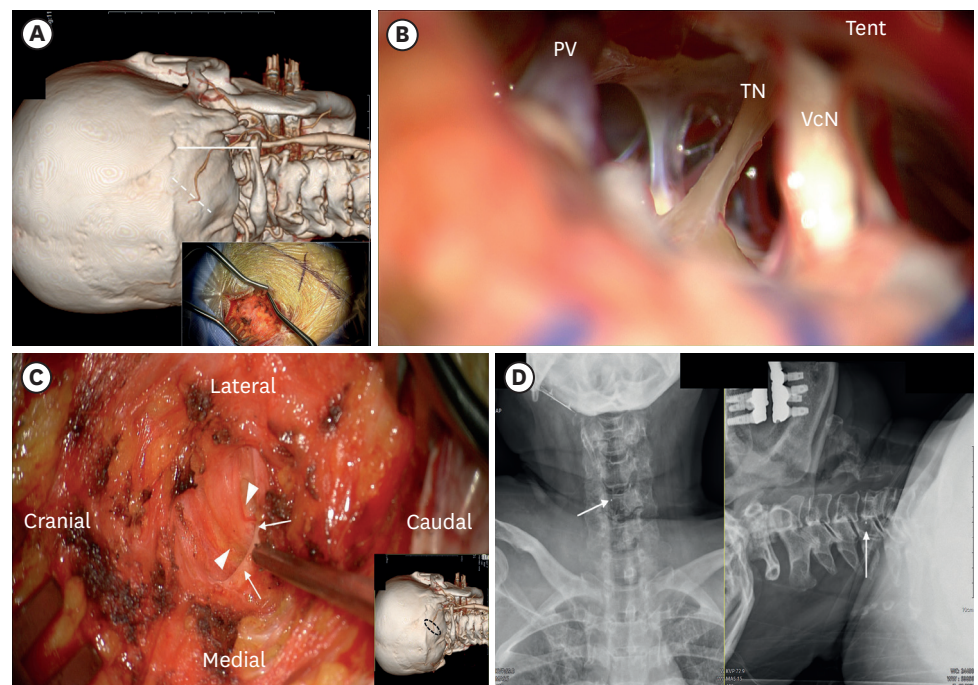 A
B
PV
Tent
TN
VcN
C
Lateral
Cranial
Caudal
Medial
D